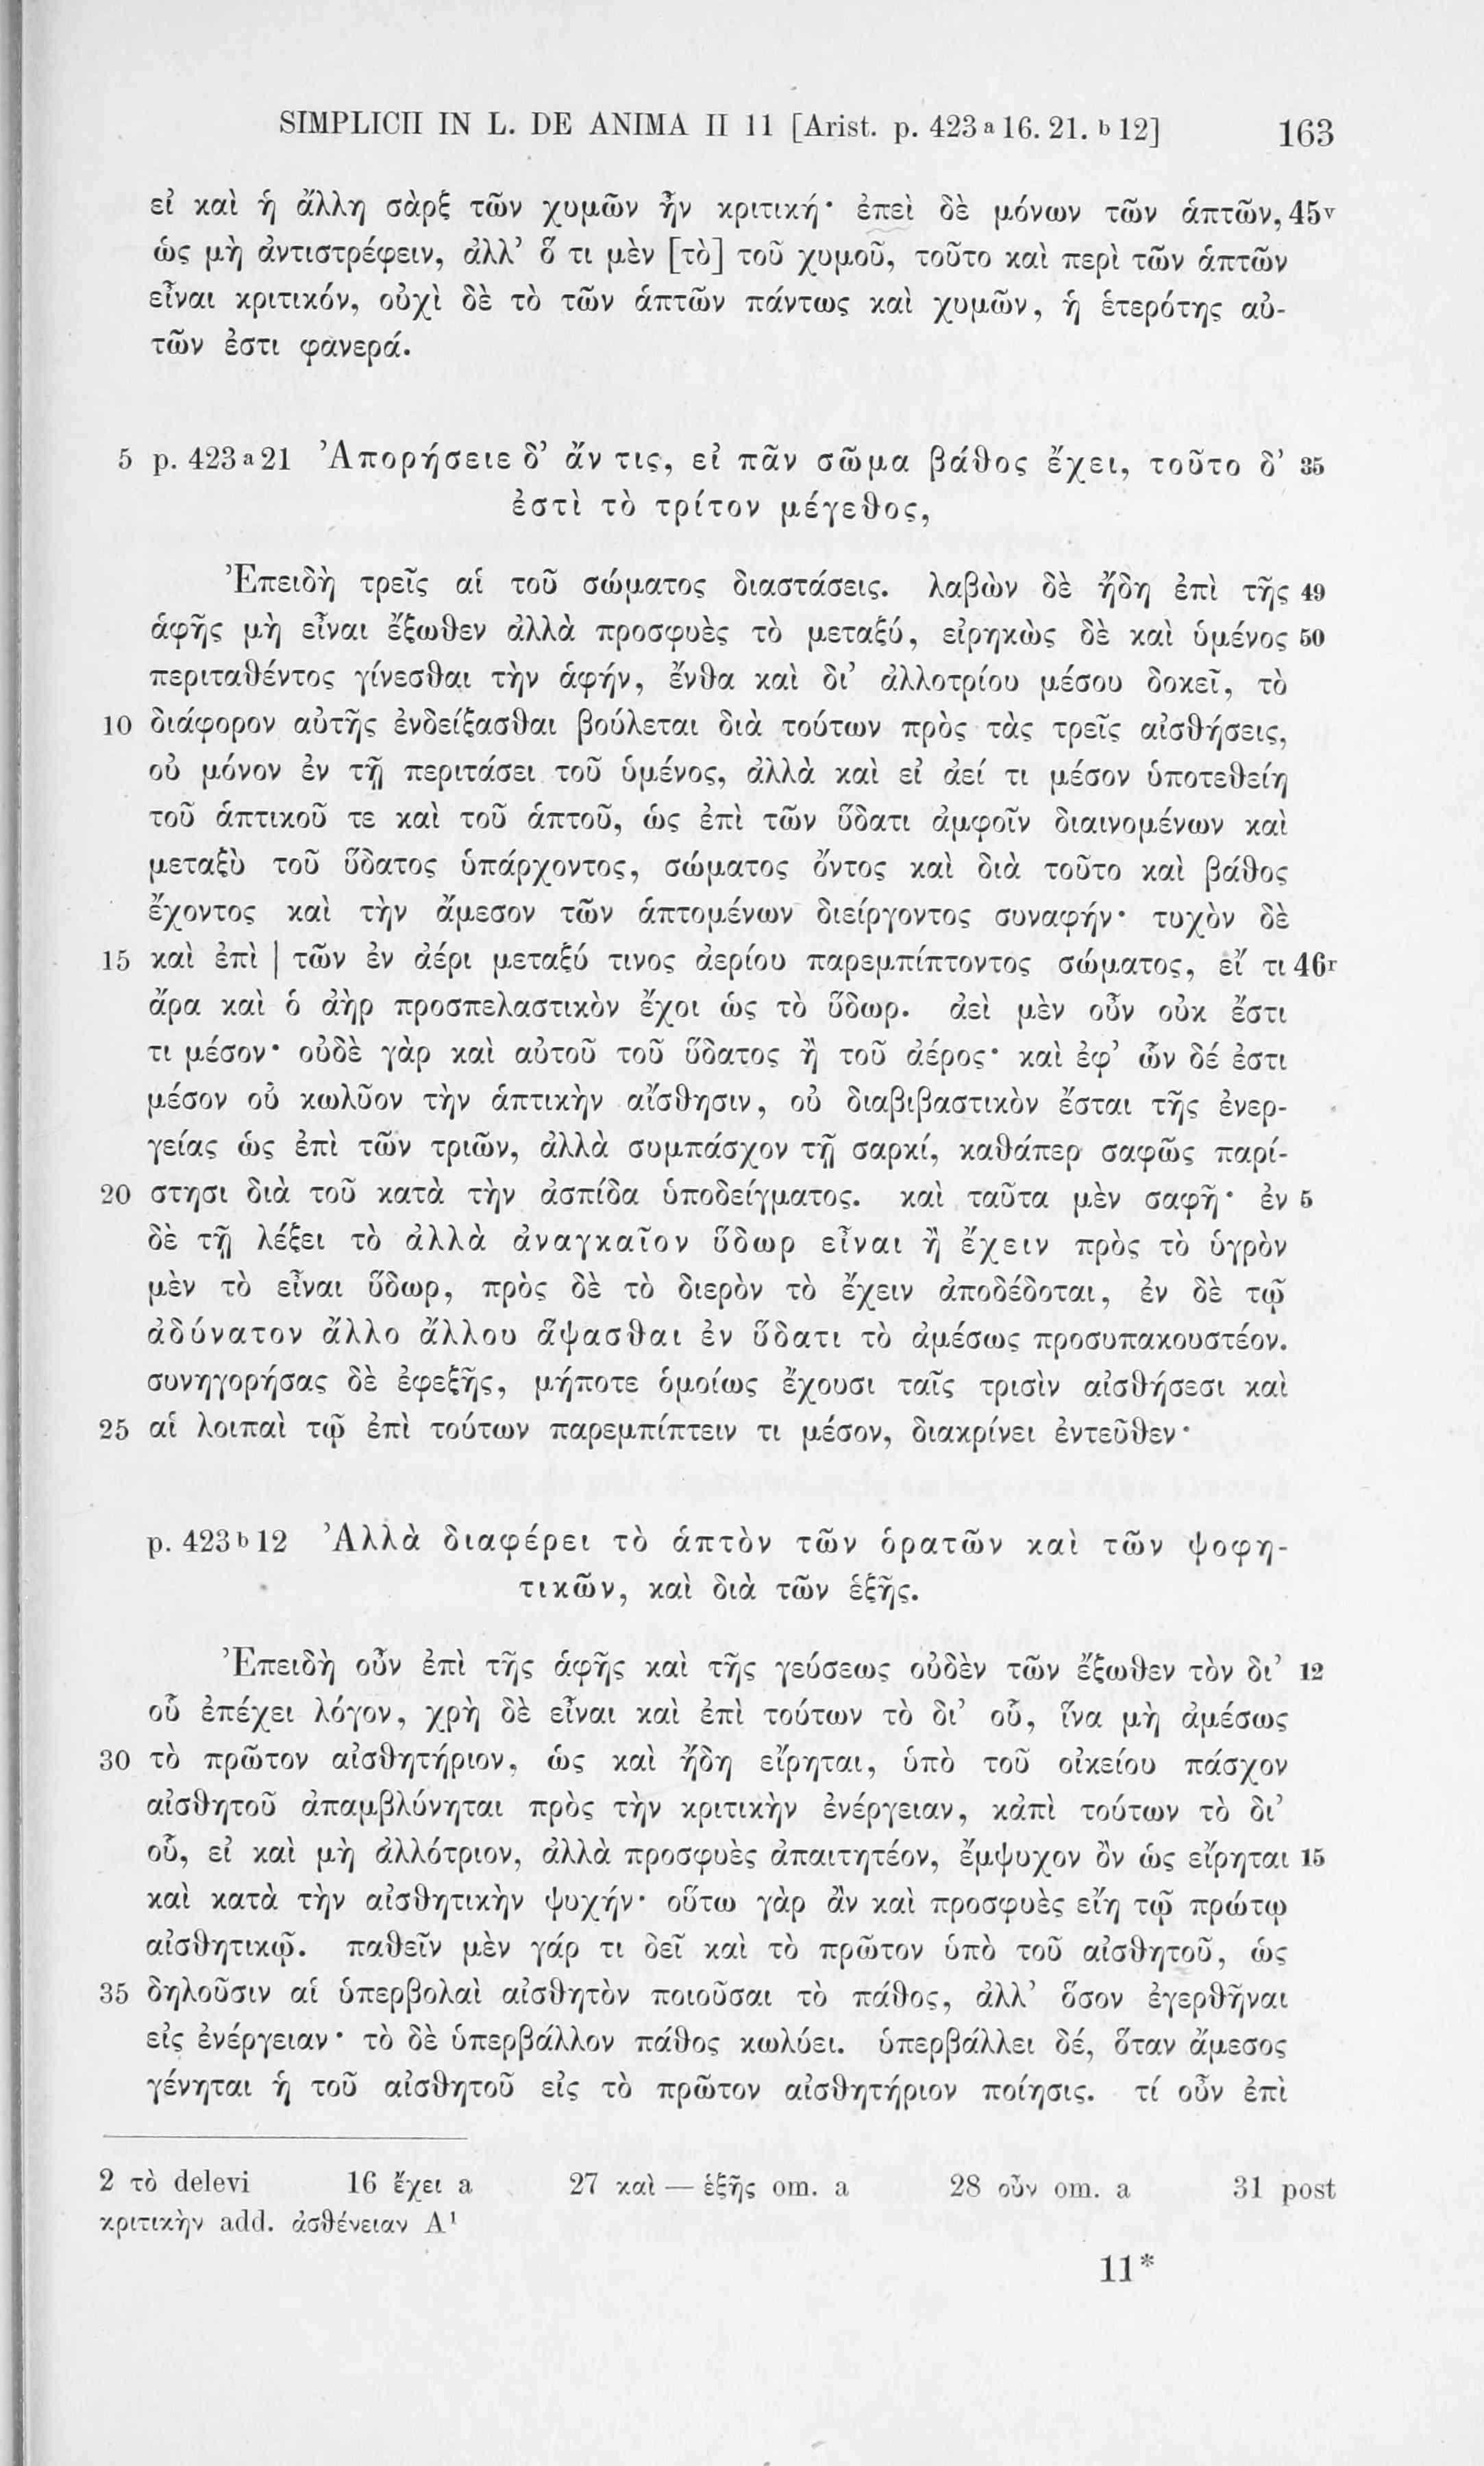 SIMPLICII IN L. DE ANIMA II 11 [Arist. p. 423 a 16. 21. b 12] 163
εἰ καὶ ἡ ἄλλη σὰρξ τῶν χυμῶν ἦν κριτική· ἐπεὶ δὲ μόνων τῶν ἁπτῶν, 45v
ὡς μὴ ἀντιστρέφειν, ἀλλ’ ὅ τι μὲν [τὸ] τοῦ χυμοῦ, τοῦτο καὶ περὶ τῶν ἁπτῶν
εἶναι κριτικόν, οὐχὶ δὲ τὸ τῶν ἁπτῶν πάντως καὶ χυμῶν, ἡ ἑτερότης αὐ-
τῶν ἐστι φανερά.
5 p. 423 a 21 Ἀπορήσειε δ’ ἄν τις, εἰ πᾶν σῶμα βάθος ἔχει, τοῦτο δ’ 35
ἐστὶ τὸ τρίτον μέγεθος,
Ἐπειδὴ τρεῖς αἱ τοῦ σώματος διαστάσεις. λαβὼν δὲ ἤδη ἐπὶ τῆς 49
ἁφῆς μὴ εἶναι ἔξωθεν ἀλλὰ προσφυὲς τὸ μεταξύ, εἰρηκὼς δὲ καὶ ὑμένος 50
περιταθέντος γίνεσθαι τὴν ἁφήν, ἔνθα καὶ δι’ ἀλλοτρίου μέσου δοκεῖ, τὸ
10 διάφορον αὐτῆς ἐνδείξασθαι βούλεται διὰ τούτων πρὸς τὰς τρεῖς αἰσθήσεις,
οὐ μόνον ἐν τῇ περιτάσει τοῦ ὑμένος, ἀλλὰ καὶ εἰ ἀεί τι μέσον ὑποτεθείη
τοῦ ἁπτικοῦ τε καὶ τοῦ ἁπτοῦ, ὡς ἐπὶ τῶν ὕδατι ἀμφοῖν διαινομένων καὶ
μεταξὺ τοῦ ὕδατος ὑπάρχοντος, σώματος ὄντος καὶ διὰ τοῦτο καὶ βάθος
ἔχοντος καὶ τὴν ἄμεσον τῶν ἁπτομένων διείργοντος συναφήν· τυχὸν δὲ
15 καὶ ἐπὶ | τῶν ἐν ἀέρι μεταξύ τινος ἀερίου παρεμπίπτοντος σώματος, εἴ τι 46r
ἄρα καὶ ὁ ἀὴρ προσπελαστικὸν ἔχοι ὡς τὸ ὕδωρ. ἀεὶ μὲν οὖν οὐκ ἔστι
τι μέσον· οὐδὲ γὰρ καὶ αὐτοῦ τοῦ ὕδατος ἢ τοῦ ἀέρος· καὶ ἐφ’ ὧν δέ ἐστι
μέσον οὐ κωλῦον τὴν ἁπτικὴν αἴσθησιν, οὐ διαβιβαστικὸν ἔσται τῆς ἐνερ-
γείας ὡς ἐπὶ τῶν τριῶν, ἀλλὰ συμπάσχον τῇ σαρκί, καθάπερ σαφῶς παρί-
20 στησι διὰ τοῦ κατὰ τὴν ἀσπίδα ὑποδείγματος. καὶ ταῦτα μὲν σαφῆ· ἐν 5
δὲ τῇ λέξει τὸ ἀλλὰ ἀναγκαῖον ὕδωρ εἶναι ἢ ἔχειν πρὸς τὸ ὑγρὸν
μὲν τὸ εἶναι ὕδωρ, πρὸς δὲ τὸ διερὸν τὸ ἔχειν ἀποδέδοται, ἐν δὲ τῷ
ἀδύνατον ἄλλο ἄλλου ἅψασθαι ἐν ὕδατι τὸ ἀμέσως προσυπακουστέον.
συνηγορήσας δὲ ἐφεξῆς, μήποτε ὁμοίως ἔχουσι ταῖς τρισὶν αἰσθήσεσι καὶ
25 αἱ λοιπαὶ τῷ ἐπὶ τούτων παρεμπίπτειν τι μέσον, διακρίνει ἐντεῦθεν·
p. 423 b 12 Ἀλλὰ διαφέρει τὸ ἁπτὸν τῶν ὁρατῶν καὶ τῶν ψοφη-
τικῶν, καὶ διὰ τῶν ἑξῆς.
Ἐπειδὴ οὖν ἐπὶ τῆς ἁφῆς καὶ τῆς γεύσεως οὐδὲν τῶν ἔξωθεν τὸν δι’ 12
οὗ ἐπέχει λόγον, χρὴ δὲ εἶναι καὶ ἐπὶ τούτων τὸ δι’ οὗ, ἵνα μὴ ἀμέσως
30 τὸ πρῶτον αἰσθητήριον, ὡς καὶ ἤδη εἴρηται, ὑπὸ τοῦ οἰκείου πάσχον
αἰσθητοῦ ἀπαμβλύνηται πρὸς τὴν κριτικὴν ἐνέργειαν, κἀπὶ τούτων τὸ δι’
οὗ, εἰ καὶ μὴ ἀλλότριον, ἀλλὰ προσφυὲς ἀπαιτητέον, ἔμψυχον ὂν ὡς εἴρηται 15
καὶ κατὰ τὴν αἰσθητικὴν ψυχήν· οὕτω γὰρ ἂν καὶ προσφυὲς εἴη τῷ πρώτῳ
αἰσθητικῷ. παθεῖν μὲν γάρ τι δεῖ καὶ τὸ πρῶτον ὑπὸ τοῦ αἰσθητοῦ, ὡς
35 δηλοῦσιν αἱ ὑπερβολαὶ αἰσθητὸν ποιοῦσαι τὸ πάθος, ἀλλ’ ὅσον ἐγερθῆναι
εἰς ἐνέργειαν· τὸ δὲ ὑπερβάλλον πάθος κωλύει. ὑπερβάλλει δέ, ὅταν ἄμεσος
γένηται ἡ τοῦ αἰσθητοῦ εἰς τὸ πρῶτον αἰσθητήριον ποίησις. τί οὖν ἐπὶ
2 τὸ delevi 16 ἔχει a 27 καὶ — ἑξῆς om. a 28 οὖν om. a 31 post
κριτικὴν add. ἀσθένειαν A¹
11*